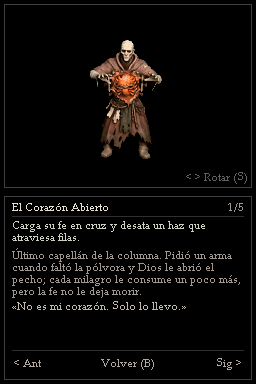 < > Rotar (S)
El Corazón Abierto 1/5
Carga su fe en cruz y desata un haz que
atraviesa filas.
Último capellán de la columna. Pidió un arma
cuando faltó la pólvora y Dios le abrió el
pecho; cada milagro le consume un poco más,
pero la fe no le deja morir.
«No es mi corazón. Solo lo llevo.»
< Ant Volver (B) Sig >